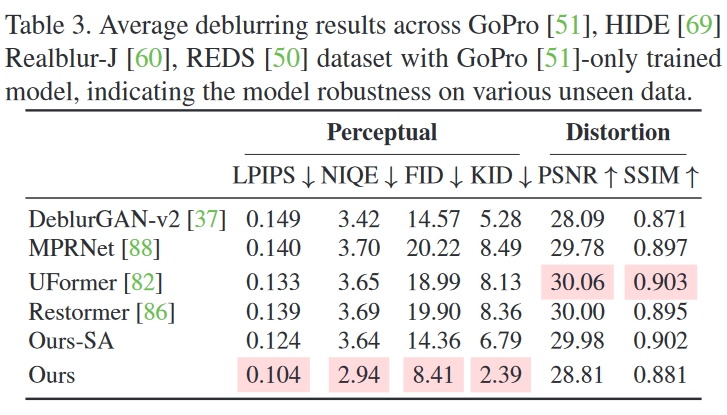 Table 3. Average deblurring results across GoPro [51], HIDE [69]
Realblur-J [60], REDS [50] dataset with GoPro [51]-only trained
model, indicating the model robustness on various unseen data.
Perceptual Distortion
LPIPS ↓ NIQE ↓ FID ↓ KID ↓ PSNR ↑ SSIM ↑
DeblurGAN-v2 [37] 0.149 3.42 14.57 5.28 28.09 0.871
MPRNet [88] 0.140 3.70 20.22 8.49 29.78 0.897
UFormer [82] 0.133 3.65 18.99 8.13 30.06 0.903
Restormer [86] 0.139 3.69 19.90 8.36 30.00 0.895
Ours-SA 0.124 3.64 14.36 6.79 29.98 0.902
Ours 0.104 2.94 8.41 2.39 28.81 0.881